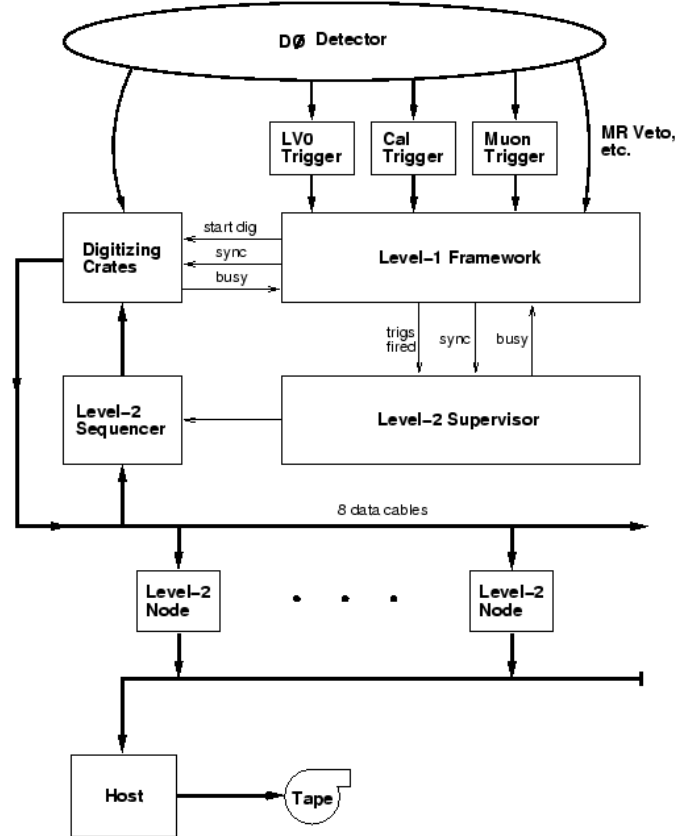 DØ Detector
LV0
Trigger
Cal
Trigger
Muon
Trigger
MR Veto,
etc.
Digitizing
Crates
start dig
sync
busy
Level-1 Framework
trigs
fired
sync
busy
Level-2
Sequencer
Level-2 Supervisor
8 data cables
Level-2
Node
Level-2
Node
Host
Tape